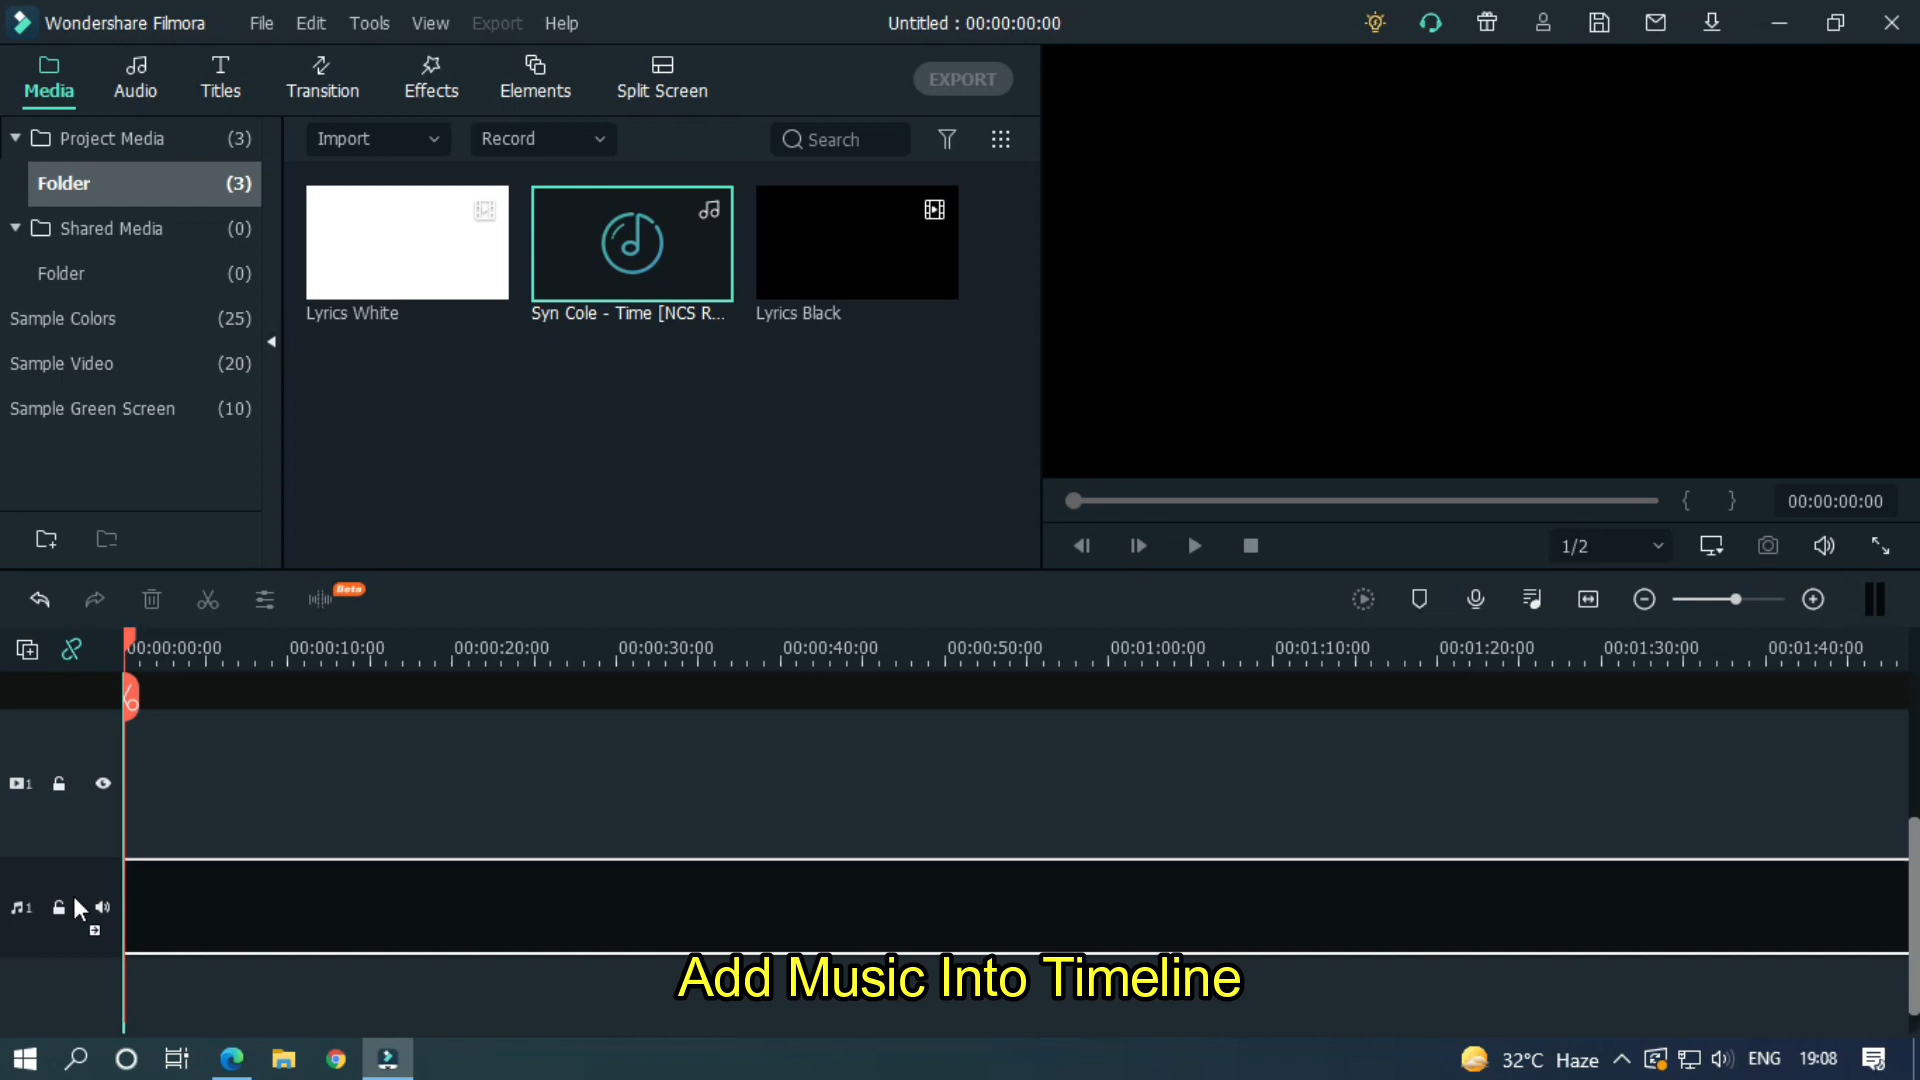 Wondershare Filmora
File
Edit
Tools
View
Export
Help
Untitled : 00:00:00:00
Media
Audio
Titles
Transition
Effects
Elements
Split Screen
EXPORT
Project Media (3)
Folder (3)
Shared Media (0)
Folder (0)
Sample Colors (25)
Sample Video (20)
Sample Green Screen (10)
Import
Record
Search
Lyrics White
Syn Cole - Time [NCS R...
Lyrics Black
{ }
00:00:00:00
1/2
Beta
00:00:00:00
00:00:10:00
00:00:20:00
00:00:30:00
00:00:40:00
00:00:50:00
00:01:00:00
00:01:10:00
00:01:20:00
00:01:30:00
00:01:40:00
1
1
Add Music Into Timeline
32°C Haze
ENG
19:08